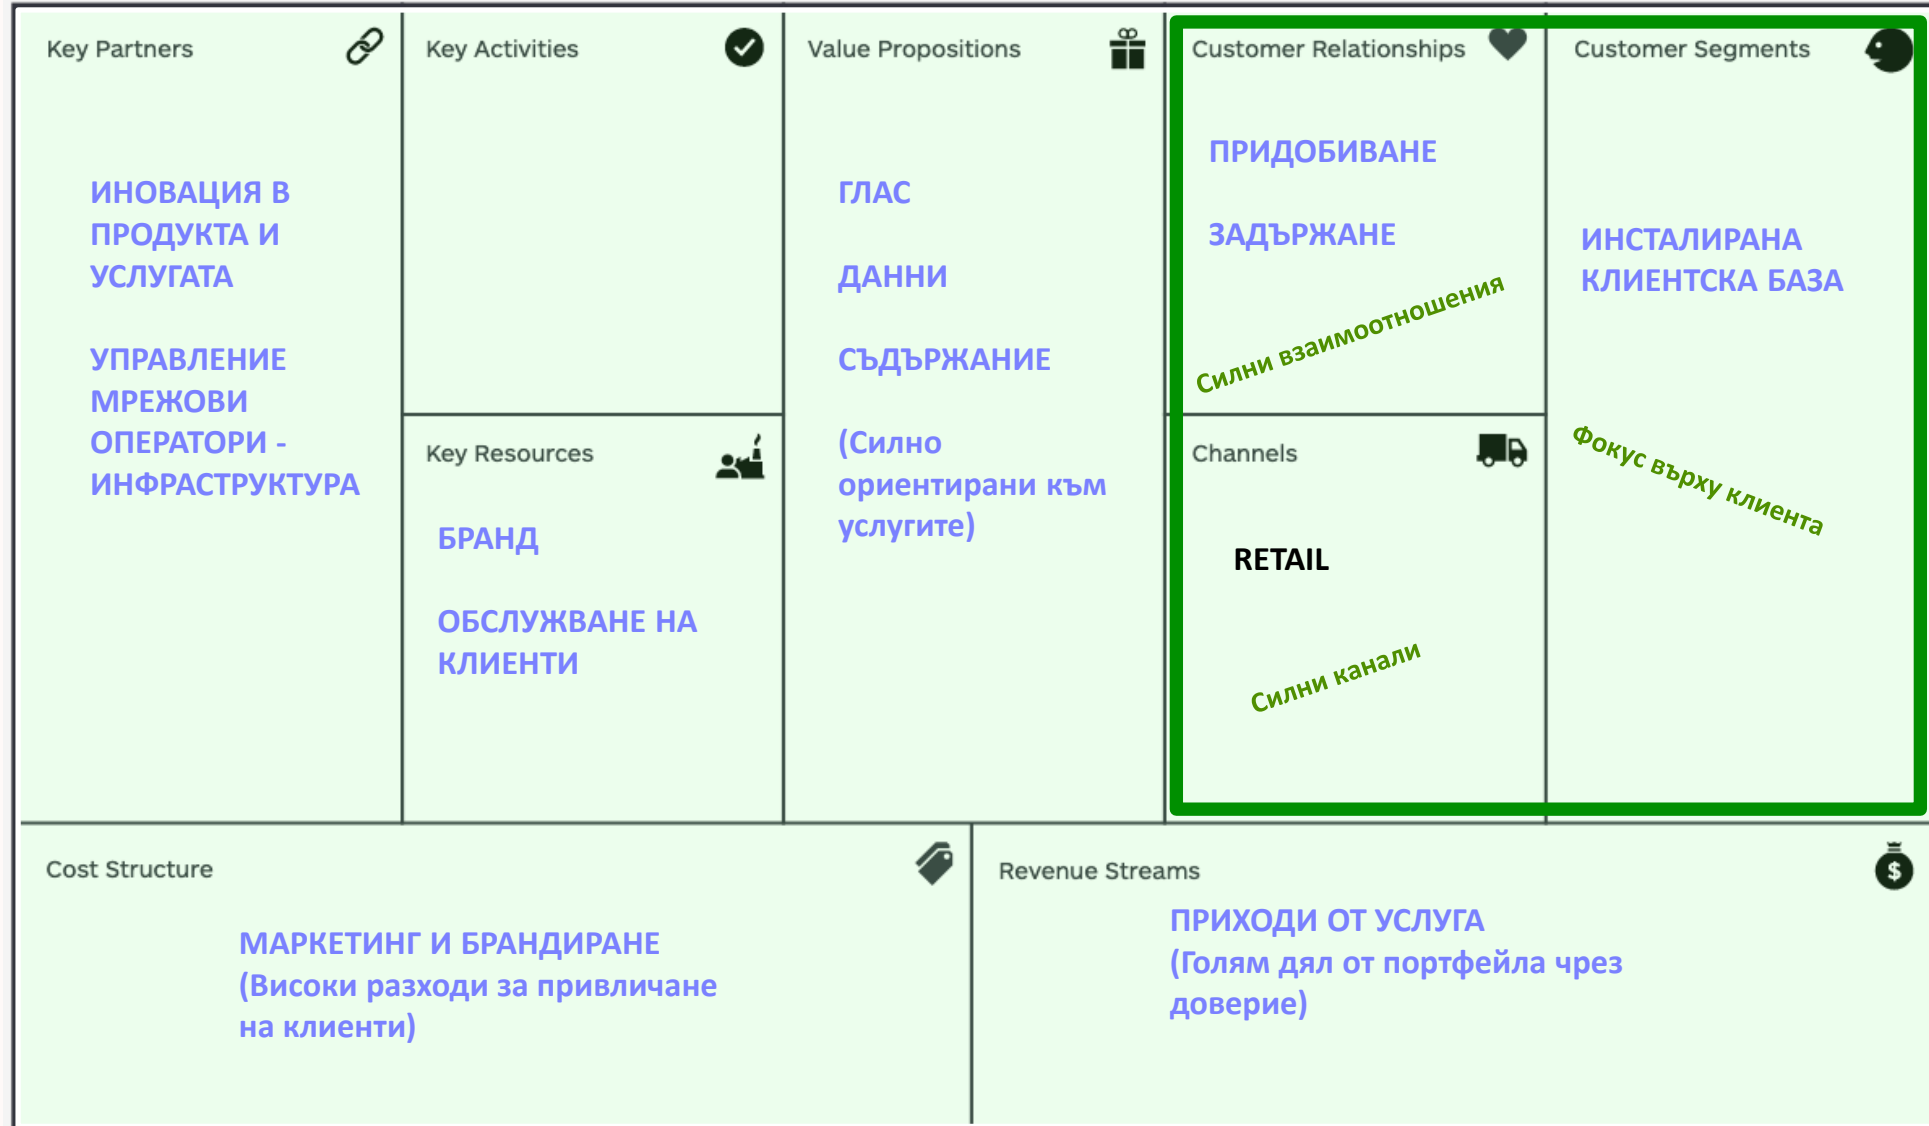 Key Partners
ИНОВАЦИЯ В
ПРОДУКТА И
УСЛУГАТА
УПРАВЛЕНИЕ
МРЕЖОВИ
ОПЕРАТОРИ -
ИНФРАСТРУКТУРА
Key Activities
Key Resources
БРАНД
ОБСЛУЖВАНЕ НА
КЛИЕНТИ
Value Propositions
ГЛАС
ДАННИ
СЪДЪРЖАНИЕ
(Силно
ориентирани към
услугите)
Customer Relationships
ПРИДОБИВАНЕ
ЗАДЪРЖАНЕ
Силни взаимоотношения
Channels
RETAIL
Силни канали
Customer Segments
ИНСТАЛИРАНА
КЛИЕНТСКА БАЗА
Фокус върху клиента
Cost Structure
МАРКЕТИНГ И БРАНДИРАНЕ
(Високи разходи за привличане
на клиенти)
Revenue Streams
$
ПРИХОДИ ОТ УСЛУГА
(Голям дял от портфейла чрез
доверие)